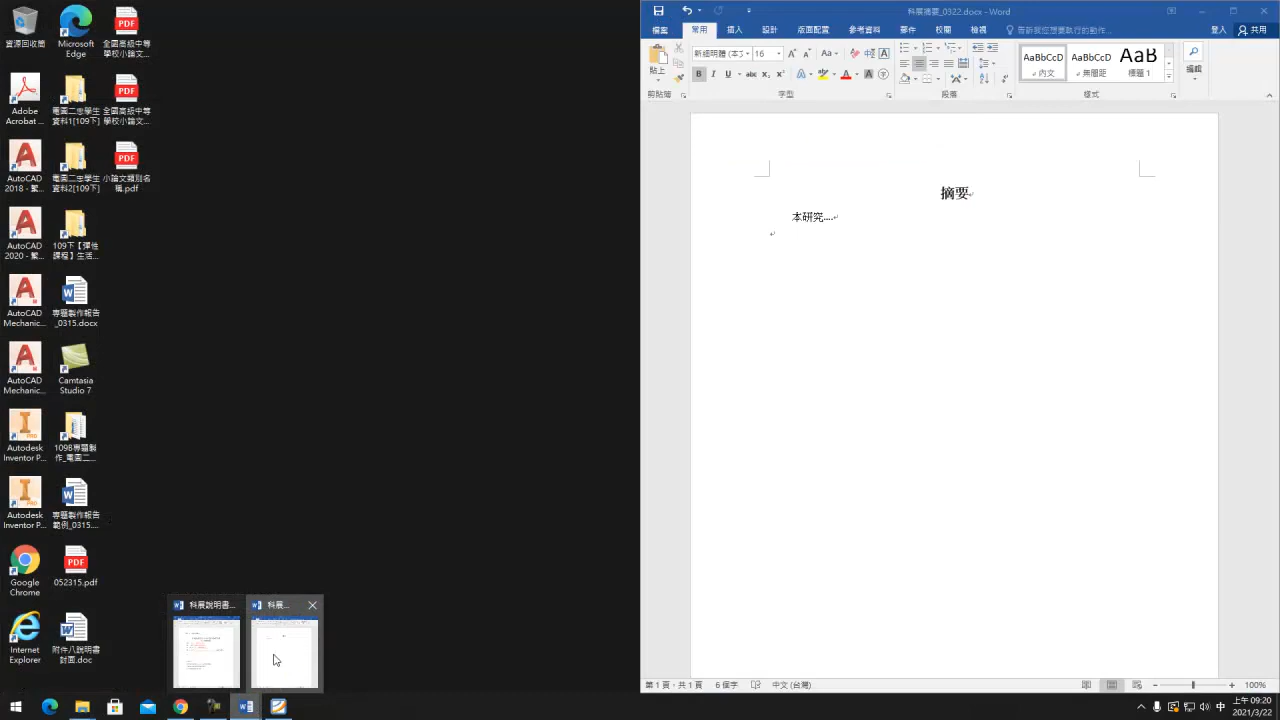 資源回收筒
Microsoft
Edge
全國高級中等
學校小論文...
Adobe
Acrobat ...
電圖二忠學生
資料1[109下]
全國高級中等
學校小論文...
AutoCAD
2018 - 繁...
電圖二忠學生
資料2[109下]
小論文類別名
稱.pdf
AutoCAD
2020 - 繁...
109下【彈性
課程】生活...
AutoCAD
Mechanic...
專題製作報告
_0315.docx
AutoCAD
Mechanic...
Camtasia
Studio 7
Autodesk
Inventor P...
109B專題製
作_電圖二...
Autodesk
Inventor P...
專題製作報告
範例_0315....
Google
Chrome
052315.pdf
Internet
Explorer
附件八說明書
封面.doc
科展說明書...
科展...
科展摘要_0322.docx - Word
檔案
常用
插入
設計
版面配置
參考資料
郵件
校閱
檢視
告訴我您想要執行的動作...
登入
共用
貼上
新細明體 (本文
16
AaBbCcD
內文
AaBbCcD
無間距
AaB
標題 1
編輯
剪貼簿
字型
段落
樣式
摘要
本研究....
第 1 頁，共 1 頁
6 個字
中文 (台灣)
100%
中
上午 09:20
2021/3/22